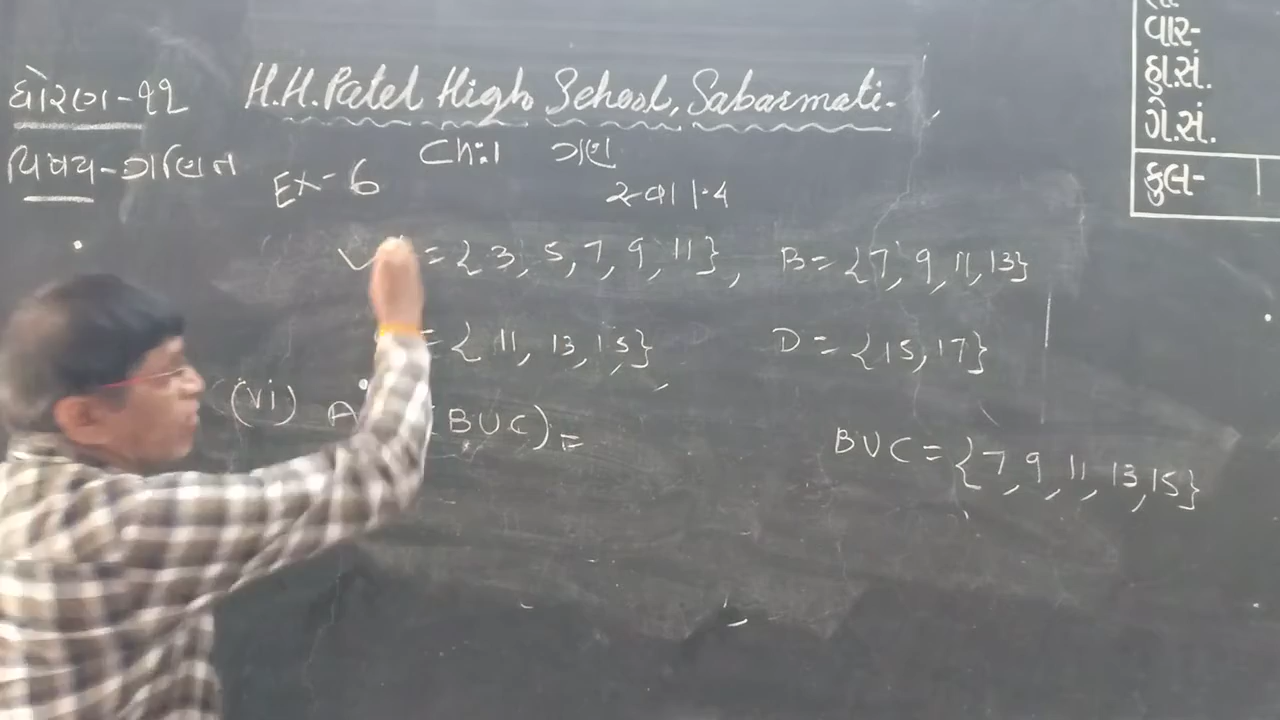 ધોરણ-૧૧
H.H.Patel High School, Sabarmati.
વિષય-ગણિત
Ch:1 ગણ
Ex-6
સ્વા 1.4
= {3, 5, 7, 9, 11}, B = {7, 9, 11, 13}
= {11, 13, 15}, D = {15, 17}
(vi) A (BUC) =
BUC = {7, 9, 11, 13, 15}
વાર-
હા.સં.
ગે.સં.
કુલ-